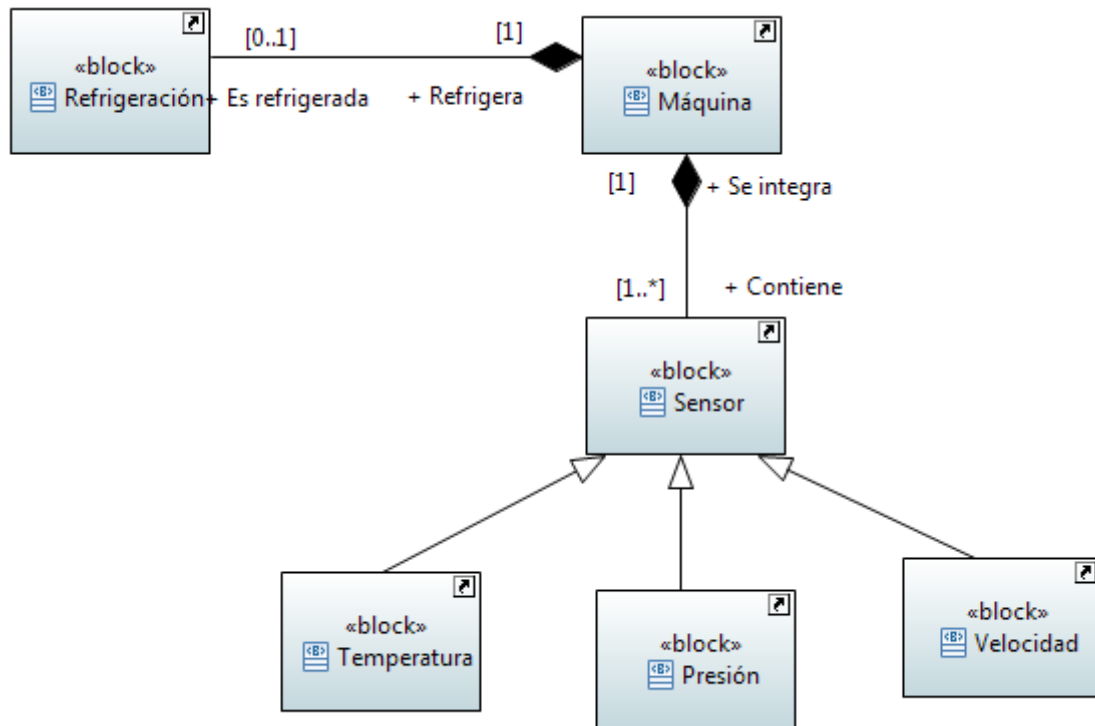 «block»
Refrigeración
[0..1]
[1]
+ Es refrigerada
+ Refrigera
«block»
Máquina
[1]
+ Se integra
[1..*]
+ Contiene
«block»
Sensor
«block»
Temperatura
«block»
Presión
«block»
Velocidad